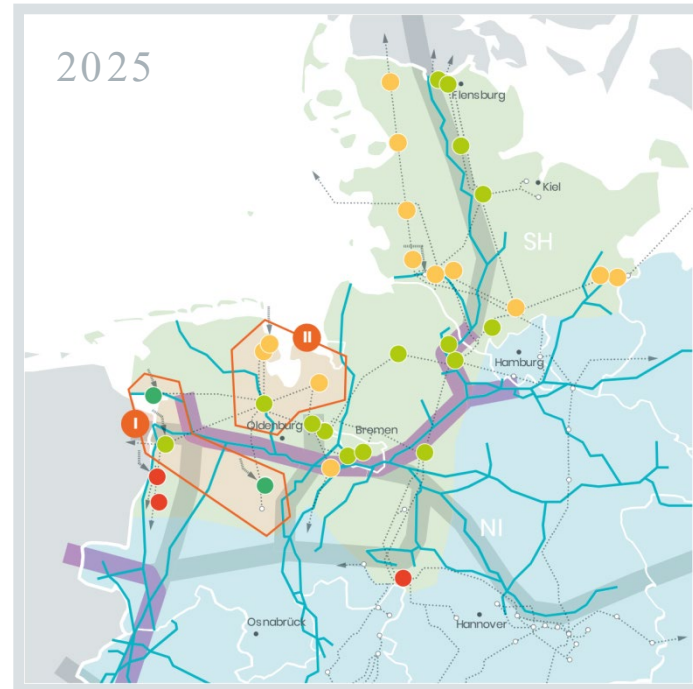 2025
Flensburg
Kiel
SH
II
Hamburg
I
Oldenburg
Bremen
NI
Osnabrück
Hannover